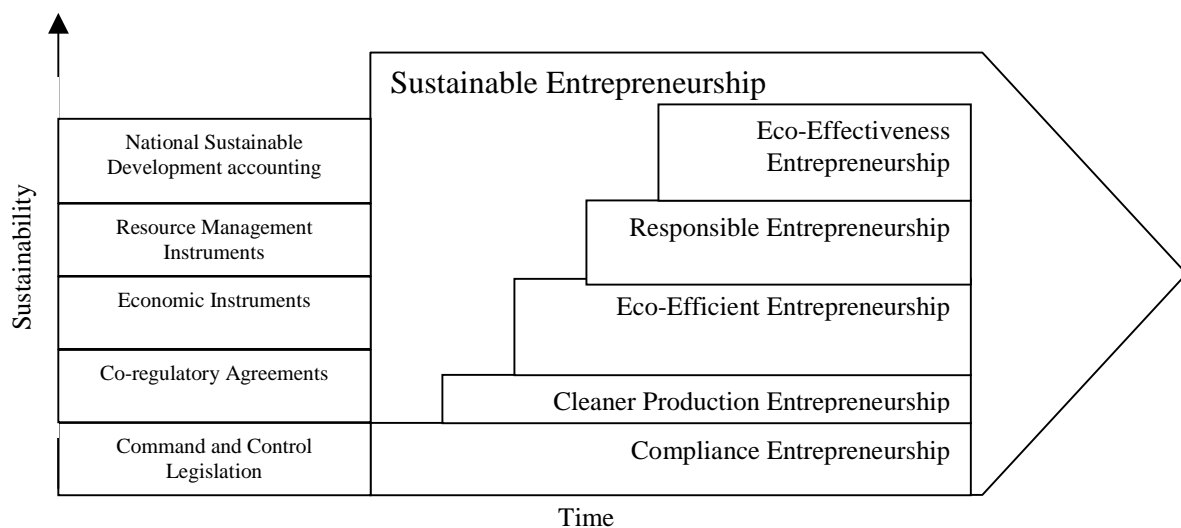 Sustainability
Sustainable Entrepreneurship
National Sustainable
Development accounting
Eco-Effectiveness
Entrepreneurship
Resource Management
Instruments
Responsible Entrepreneurship
Economic Instruments
Eco-Efficient Entrepreneurship
Co-regulatory Agreements
Cleaner Production Entrepreneurship
Command and Control
Legislation
Compliance Entrepreneurship
Time